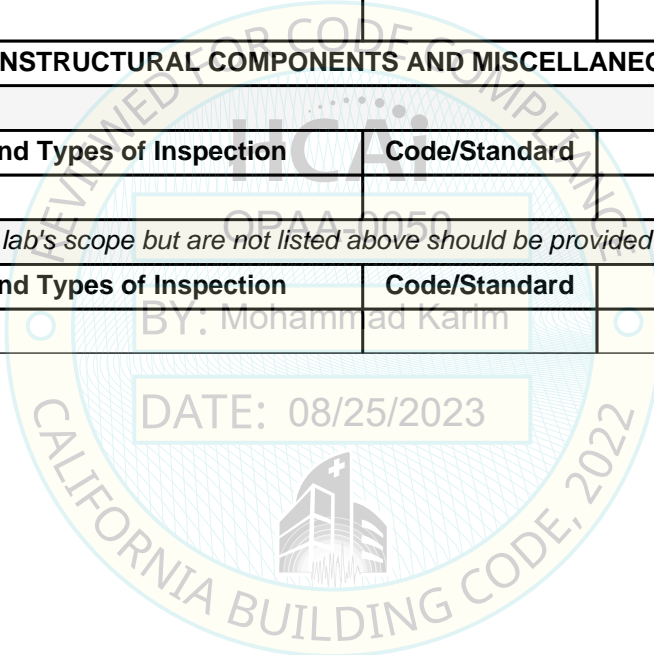 NSTRUCTURAL COMPONENTS AND MISCELLANEO
REVIEWED FOR CODE COMPLIANCE
HCAi
nd Types of Inspection Code/Standard
OPAA-0050
lab's scope but are not listed above should be provided
nd Types of Inspection Code/Standard
BY: Mohammad Karim
DATE: 08/25/2023
CALIFORNIA BUILDING CODE, 2022